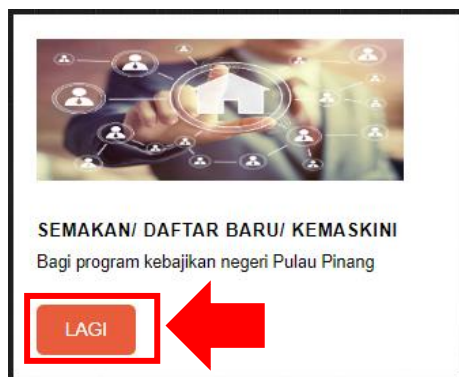 SEMAKAN/ DAFTAR BARU/ KEMASKINI
Bagi program kebajikan negeri Pulau Pinang
LAGI